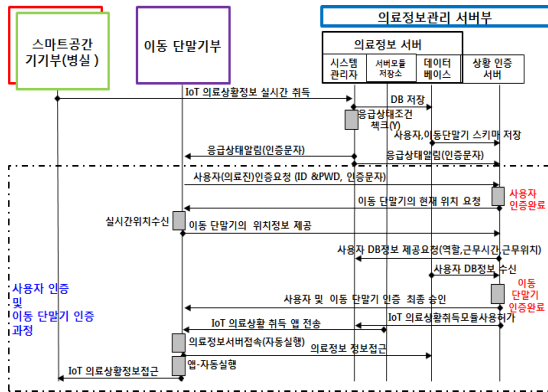 의료정보관리 서버부
스마트공간
기기부(병실 )
이동 단말기부
의료정보 서버
시스템
관리자
서버모듈
저장소
데이터
베이스
상황 인증
서버
IoT 의료상황정보 실시간 취득
DB 저장
응급상태조건
첵크(Y)
사용자,이동단말기 스키마 저장
응급상태알림(인증문자)
응급상태알림(인증문자)
사용자(의료진)인증요청 (ID &PWD, 인증문자)
사용자
인증완료
이동 단말기의 현재 위치 요청
실시간위치수신
이동 단말기의 위치정보 제공
사용자 DB정보 제공요청(역할,근무시간,근무위치)
사용자 DB정보 수신
사용자 인증
및
이동 단말기 인증
과정
이동
단말기
인증완료
사용자 및 이동 단말기 인증 최종 승인
IoT 의료상황 취득 앱 전송
IoT 의료상황취득모듈사용허가
의료정보서버접속(자동실행)
의료정보 정보접근
앱-자동실행
IoT 의료상황정보접근